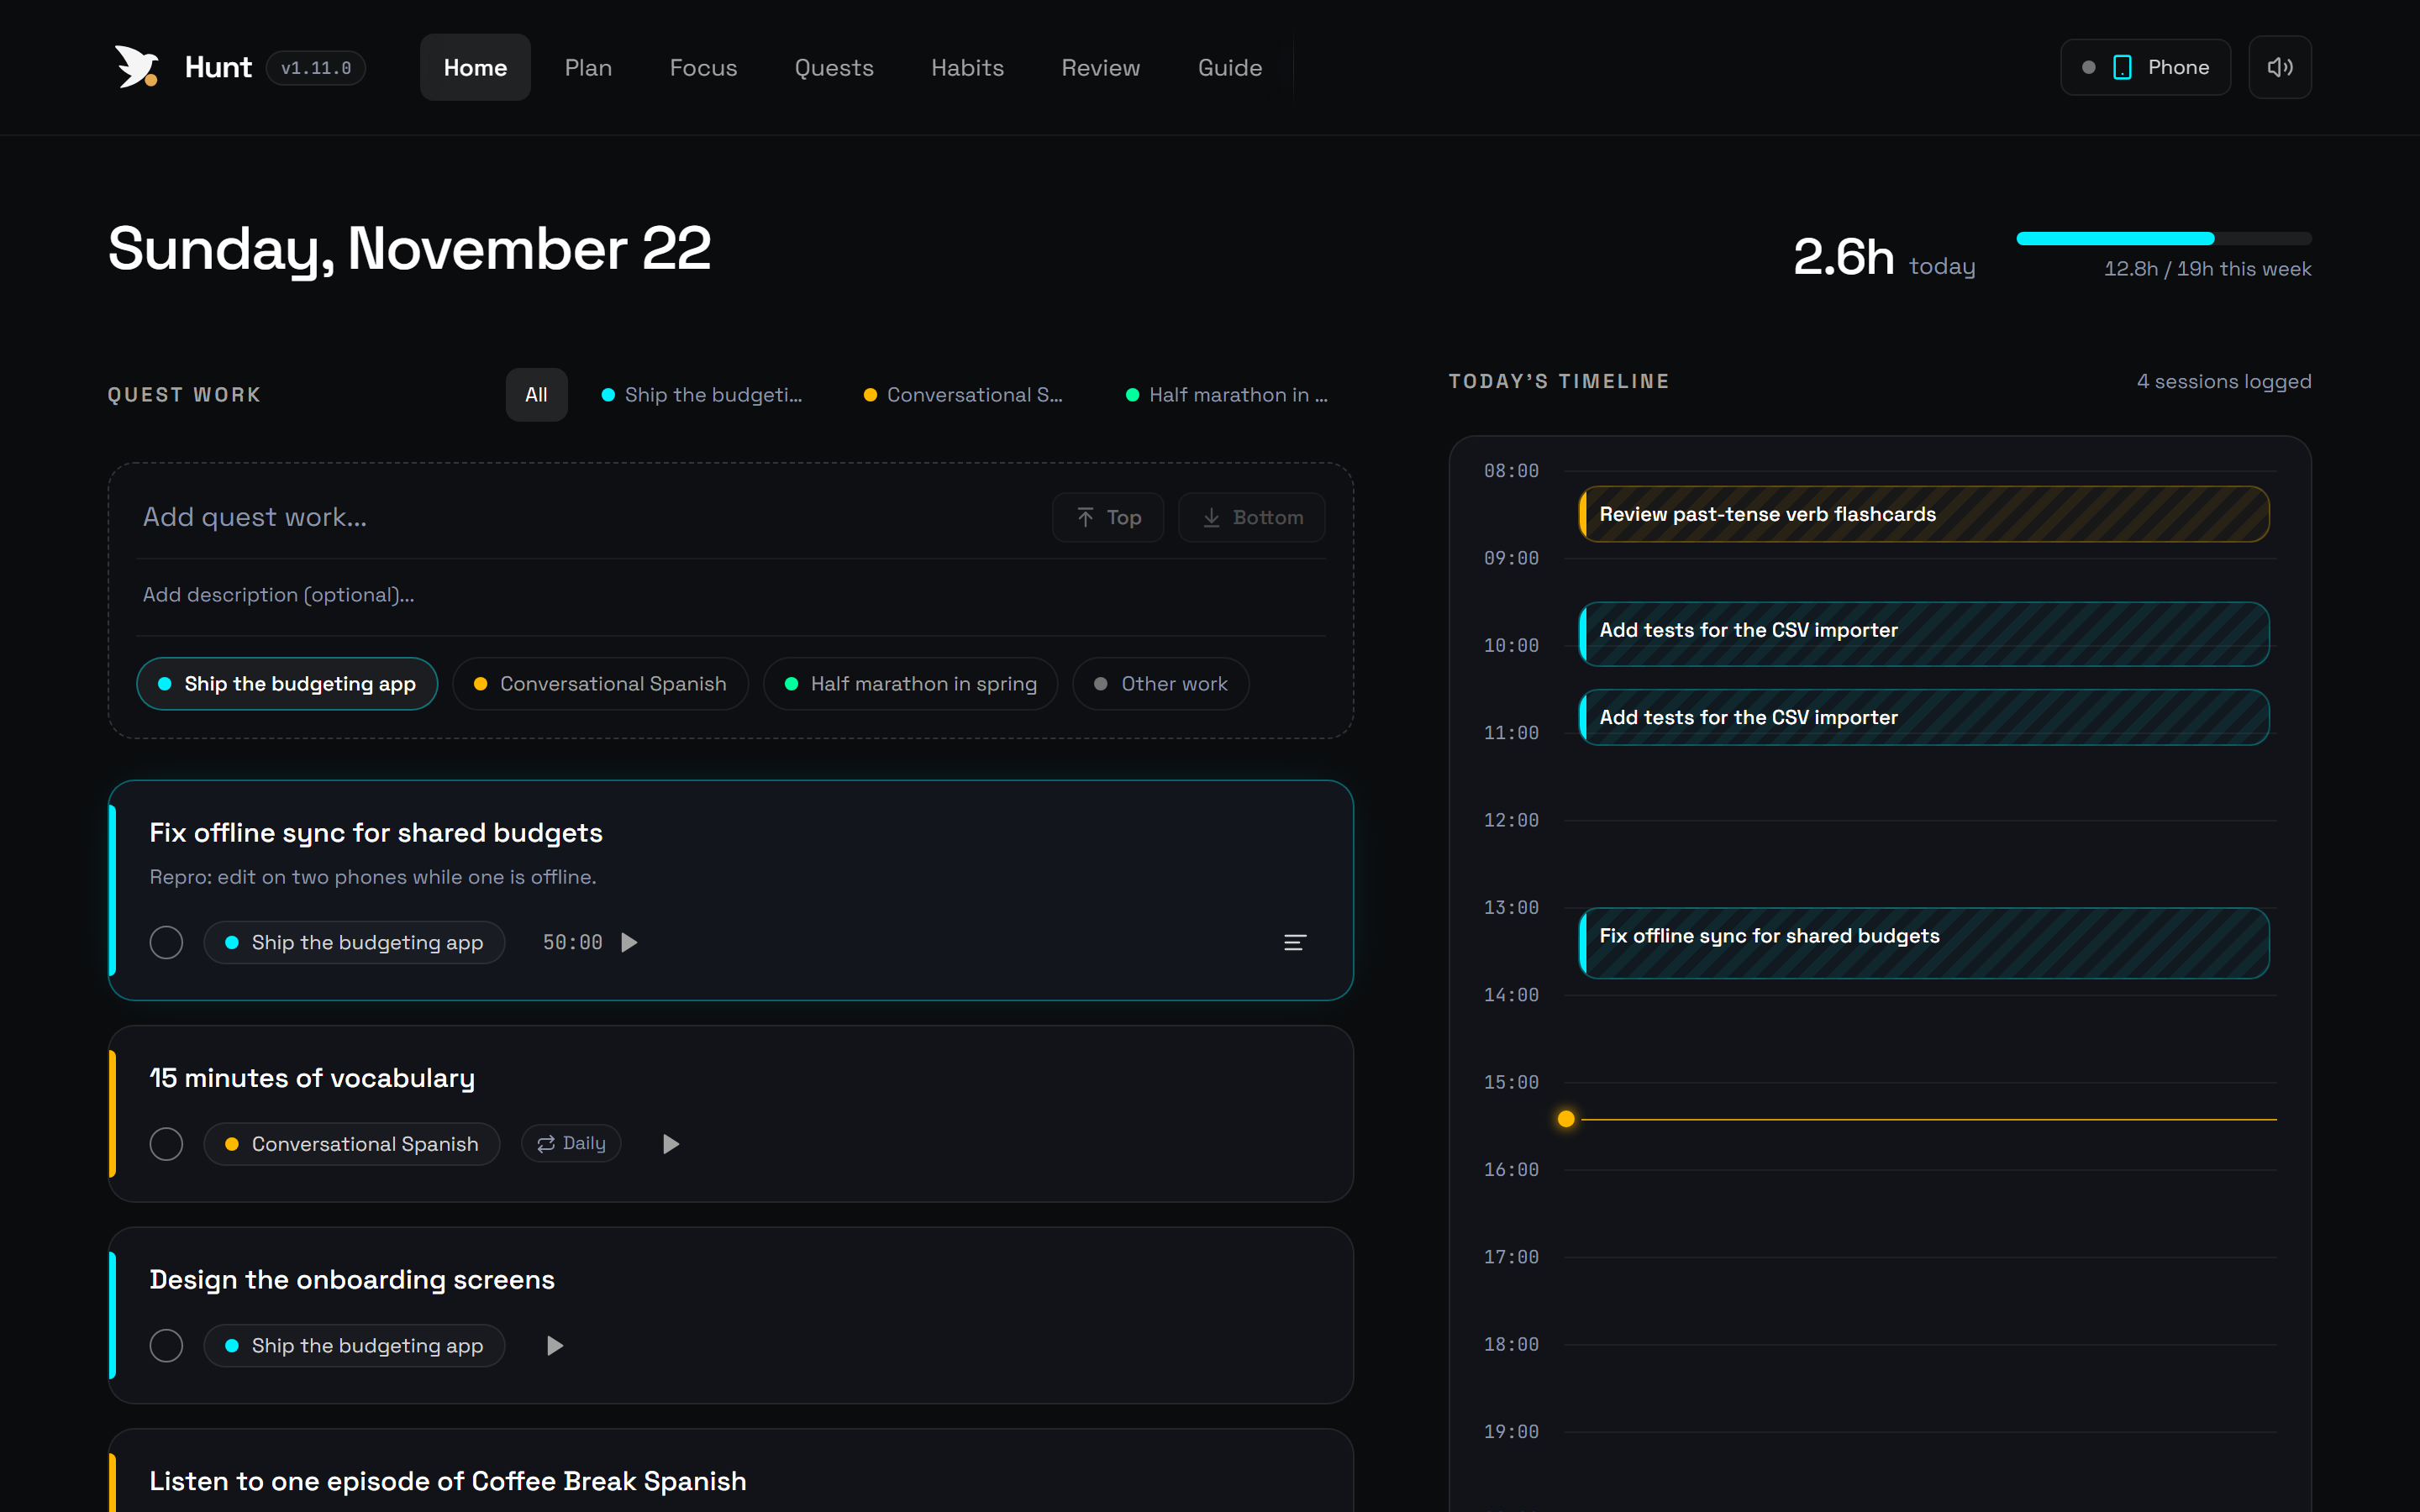 Hunt v1.11.0 Home Plan Focus Quests Habits Review Guide Phone
Sunday, November 22
2.6h today
12.8h / 19h this week
QUEST WORK All Ship the budgeti... Conversational S... Half marathon in ...
Add quest work... Top Bottom
Add description (optional)...
Ship the budgeting app Conversational Spanish Half marathon in spring Other work
Fix offline sync for shared budgets
Repro: edit on two phones while one is offline.
Ship the budgeting app 50:00
15 minutes of vocabulary
Conversational Spanish Daily
Design the onboarding screens
Ship the budgeting app
Listen to one episode of Coffee Break Spanish
TODAY'S TIMELINE 4 sessions logged
08:00
Review past-tense verb flashcards
09:00
Add tests for the CSV importer
10:00
Add tests for the CSV importer
11:00
12:00
13:00
Fix offline sync for shared budgets
14:00
15:00
16:00
17:00
18:00
19:00